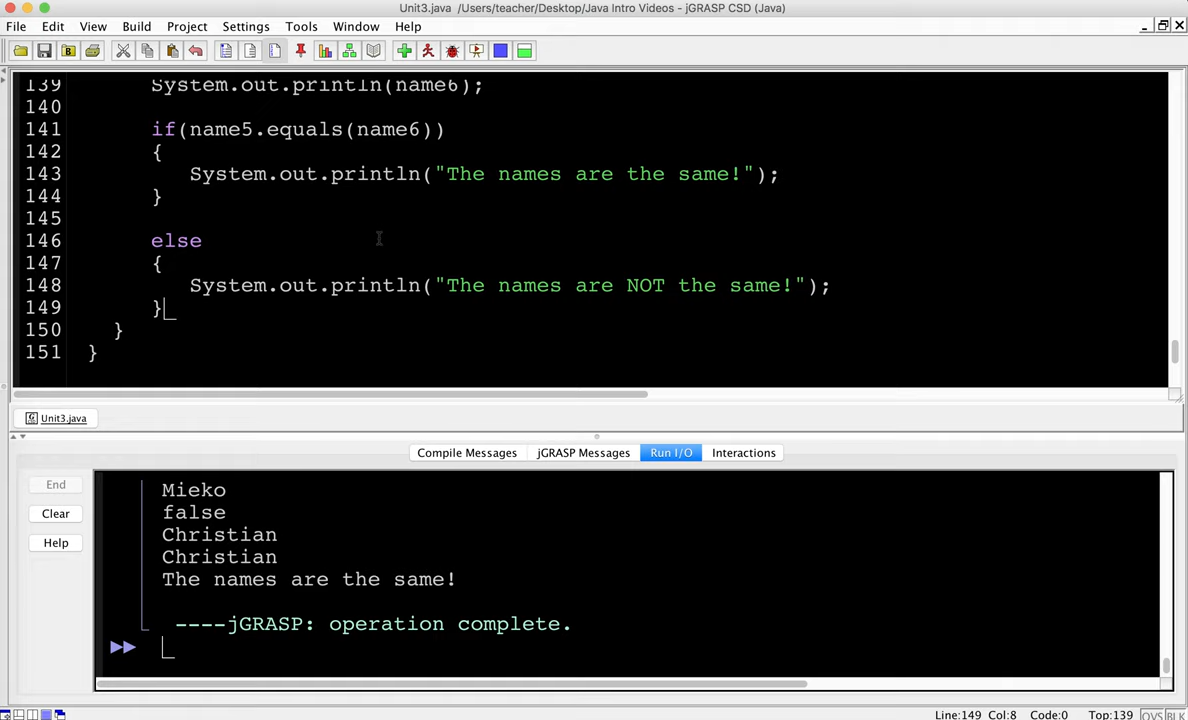 Unit3.java /Users/teacher/Desktop/Java Intro Videos - jGRASP CSD (Java)
File Edit View Build Project Settings Tools Window Help
139 System.out.println(name6);
140
141 if(name5.equals(name6))
142 {
143 System.out.println("The names are the same!");
144 }
145
146 else
147 {
148 System.out.println("The names are NOT the same!");
149 }
150 }
151 }
Unit3.java
Compile Messages jGRASP Messages Run I/O Interactions
End
Clear
Help
Mieko
false
Christian
Christian
The names are the same!
----jGRASP: operation complete.
Line:149 Col:8 Code:0 Top:139 OVS BLK